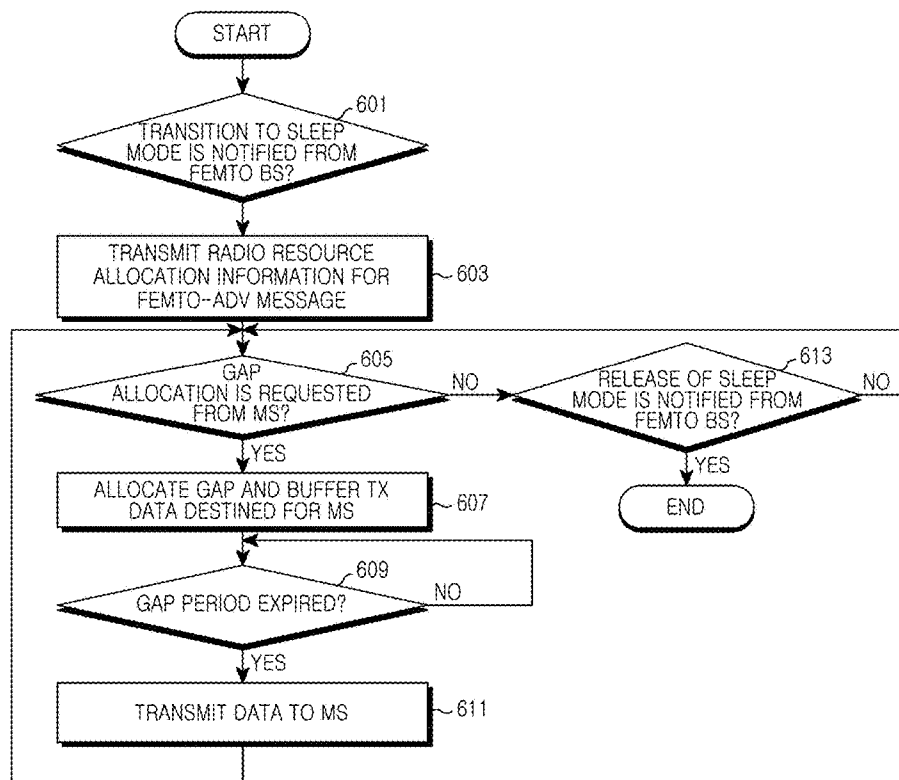 START
601
TRANSITION TO SLEEP
MODE IS NOTIFIED FROM
FEMTO BS?
TRANSMIT RADIO RESOURCE
ALLOCATION INFORMATION FOR
FEMTO-ADV MESSAGE
603
605
GAP
ALLOCATION IS REQUESTED
FROM MS?
NO
613
RELEASE OF SLEEP
MODE IS NOTIFIED FROM
FEMTO BS?
NO
YES
YES
ALLOCATE GAP AND BUFFER TX
DATA DESTINED FOR MS
607
END
609
GAP PERIOD EXPIRED?
NO
YES
TRANSMIT DATA TO MS
611